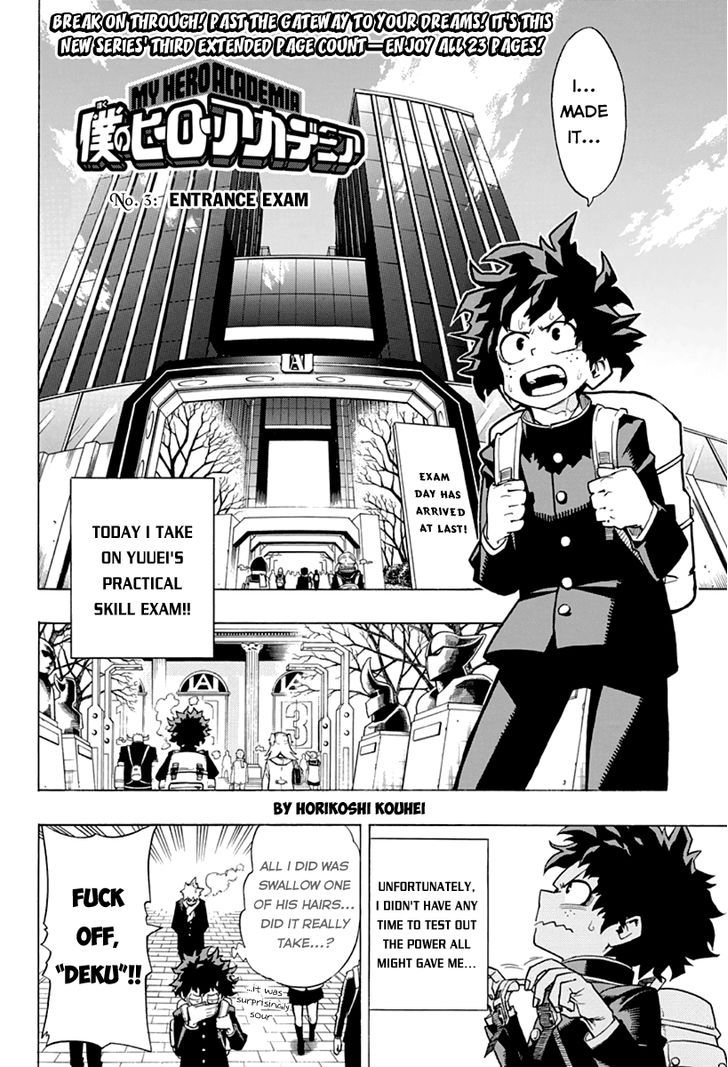 BREAK ON THROUGH! PAST THE GATEWAY TO YOUR DREAMS! IT'S THIS
NEW SERIES' THIRD EXTENDED PAGE COUNT—ENJOY ALL 23 PAGES!
MY HERO ACADEMIA
僕のヒーローアカデミア
No. 3: ENTRANCE EXAM
I...
MADE
IT...
EXAM
DAY HAS
ARRIVED
AT LAST!
TODAY I TAKE
ON YUUEI'S
PRACTICAL
SKILL EXAM!!
BY HORIKOSHI KOUHEI
UNFORTUNATELY,
I DIDN'T HAVE ANY
TIME TO TEST OUT
THE POWER ALL
MIGHT GAVE ME...
ALL I DID WAS
SWALLOW ONE
OF HIS HAIRS...
DID IT REALLY
TAKE...?
...it was
surprisingly
sour
FUCK
OFF,
"DEKU"!!